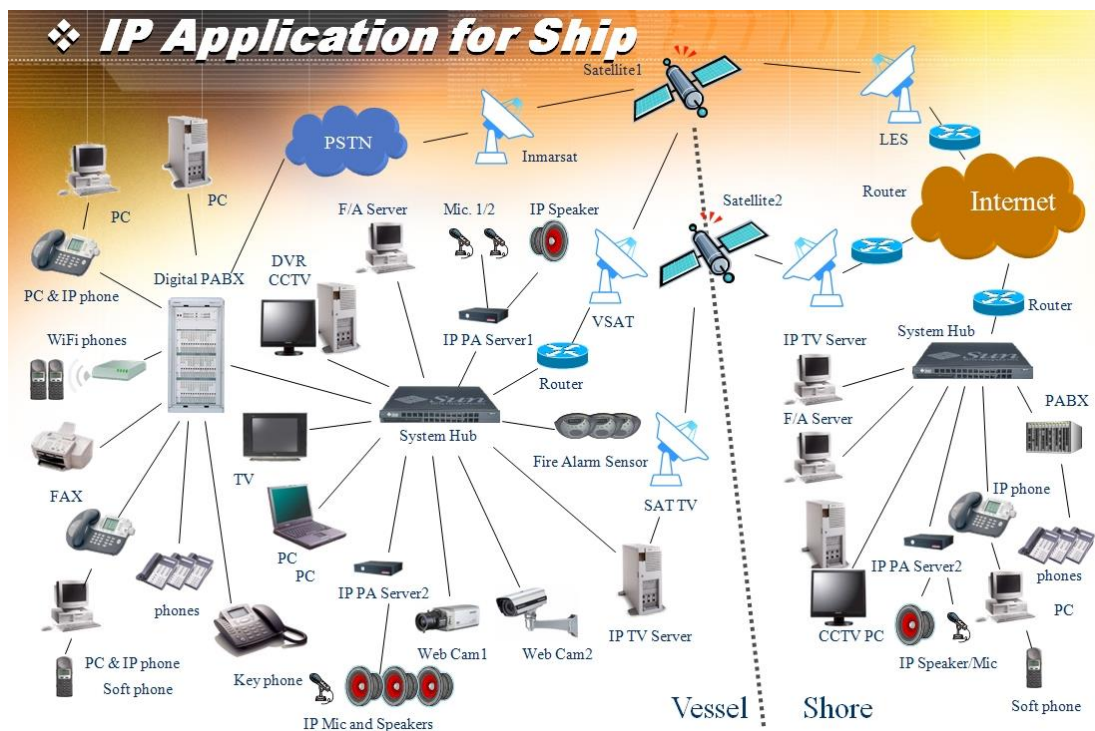 ❖ IP Application for Ship
Satellite1
PSTN
Inmarsat
LES
PC
PC
F/A Server
Mic. 1/2
IP Speaker
Satellite2
Router
Internet
PC & IP phone
Digital PABX
DVR
CCTV
VSAT
IP PA Server1
Router
Router
WiFi phones
IP TV Server
System Hub
Sun
Sun
F/A Server
PABX
System Hub
TV
Fire Alarm Sensor
SAT TV
FAX
IP phone
PC
PC
phones
IP PA Server2
IP PA Server2
phones
PC
IP TV Server
CCTV PC
Web Cam1
Web Cam2
PC & IP phone
Soft phone
Key phone
IP Speaker/Mic
Soft phone
IP Mic and Speakers
Vessel
Shore